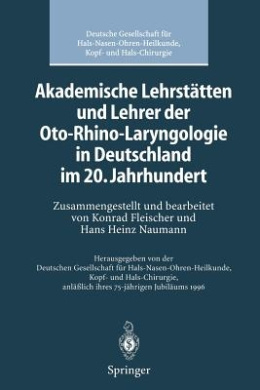 Deutsche Gesellschaft für
Hals-Nasen-Ohren-Heilkunde,
Kopf- und Hals-Chirurgie
Akademische Lehrstätten
und Lehrer der
Oto-Rhino-Laryngologie
in Deutschland
im 20. Jahrhundert
Zusammengestellt und bearbeitet
von Konrad Fleischer und
Hans Heinz Naumann
Herausgegeben von der
Deutschen Gesellschaft für Hals-Nasen-Ohren-Heilkunde,
Kopf- und Hals-Chirurgie,
anläßlich ihres 75-jährigen Jubiläums 1996
Springer